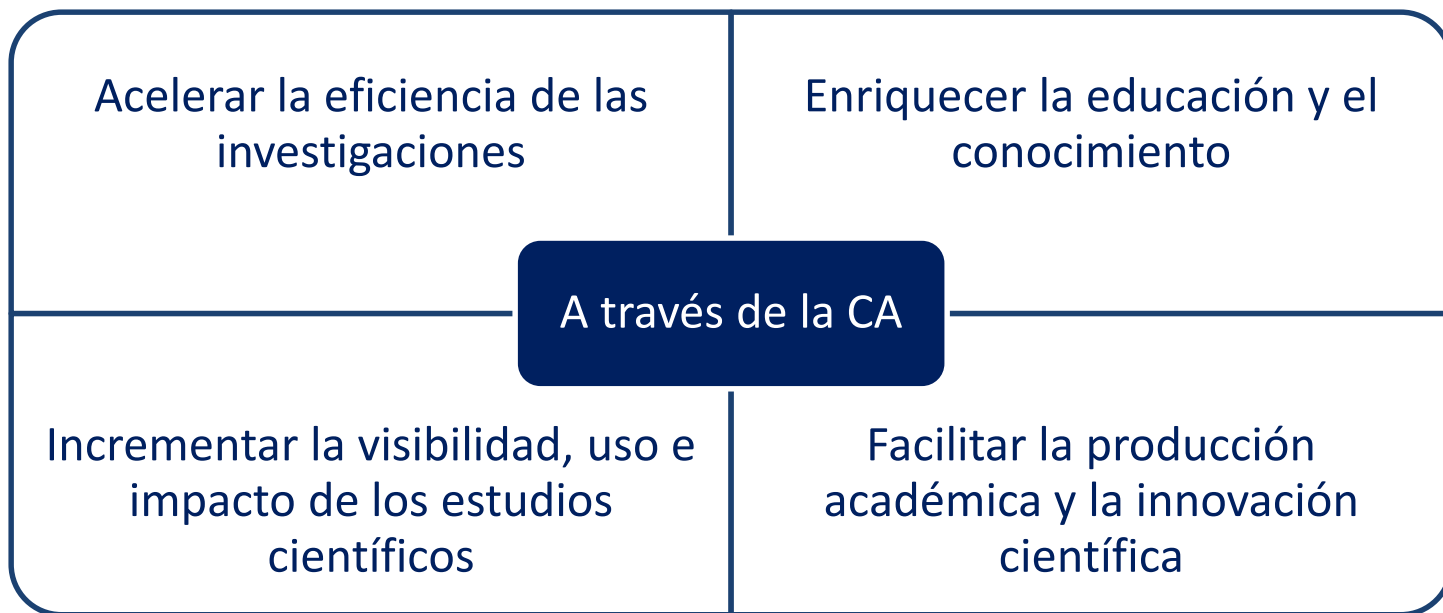 Acelerar la eficiencia de las
investigaciones
Enriquecer la educación y el
conocimiento
A través de la CA
Incrementar la visibilidad, uso e
impacto de los estudios
científicos
Facilitar la producción
académica y la innovación
científica